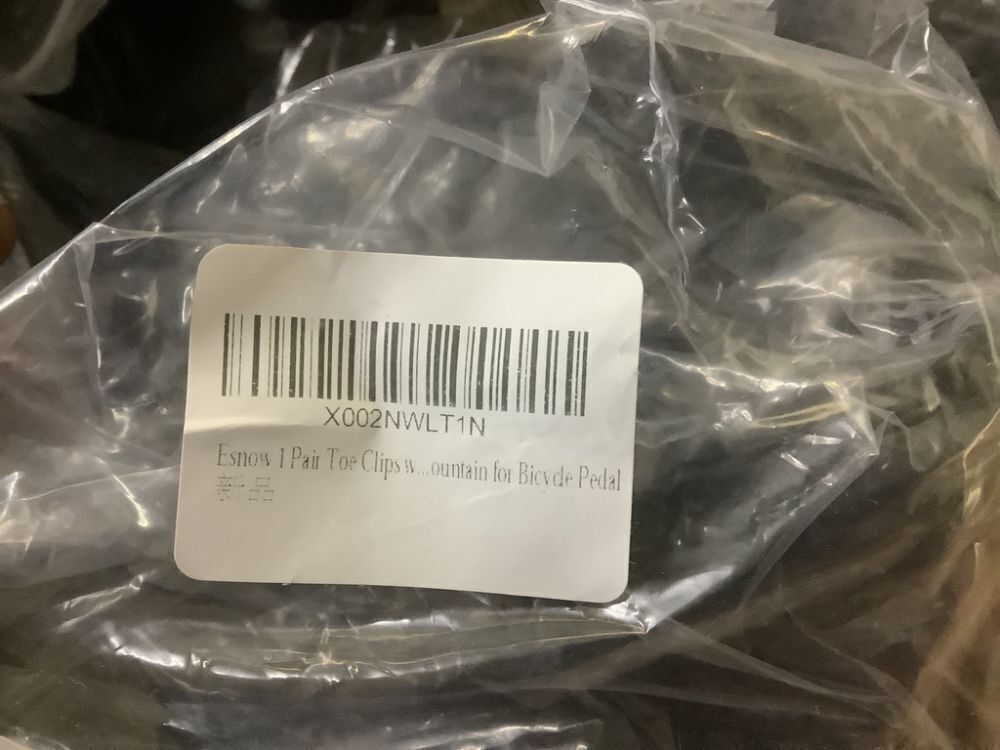 X002NWLT1N
Esnow 1 Pair Toe Clips w...ountain for Bicycle Pedal
新品